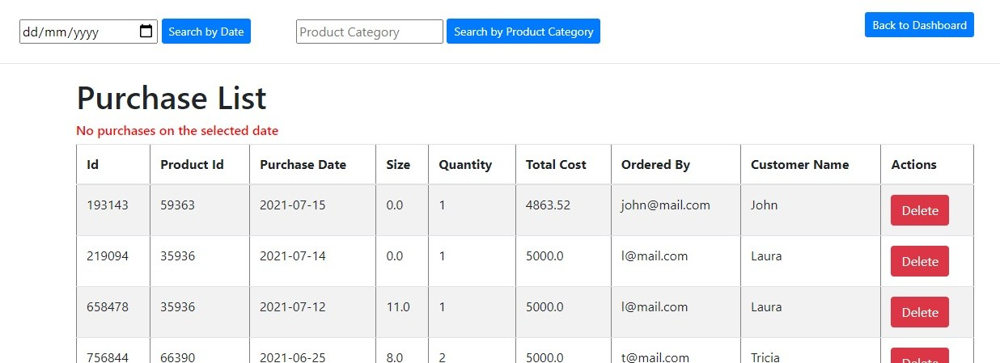 dd/mm/yyyy Search by Date Product Category Search by Product Category Back to Dashboard
Purchase List
No purchases on the selected date
Id Product Id Purchase Date Size Quantity Total Cost Ordered By Customer Name Actions
193143 59363 2021-07-15 0.0 1 4863.52 john@mail.com John Delete
219094 35936 2021-07-14 0.0 1 5000.0 l@mail.com Laura Delete
658478 35936 2021-07-12 11.0 1 5000.0 l@mail.com Laura Delete
756844 66390 2021-06-25 8.0 2 5000.0 t@mail.com Tricia Delete